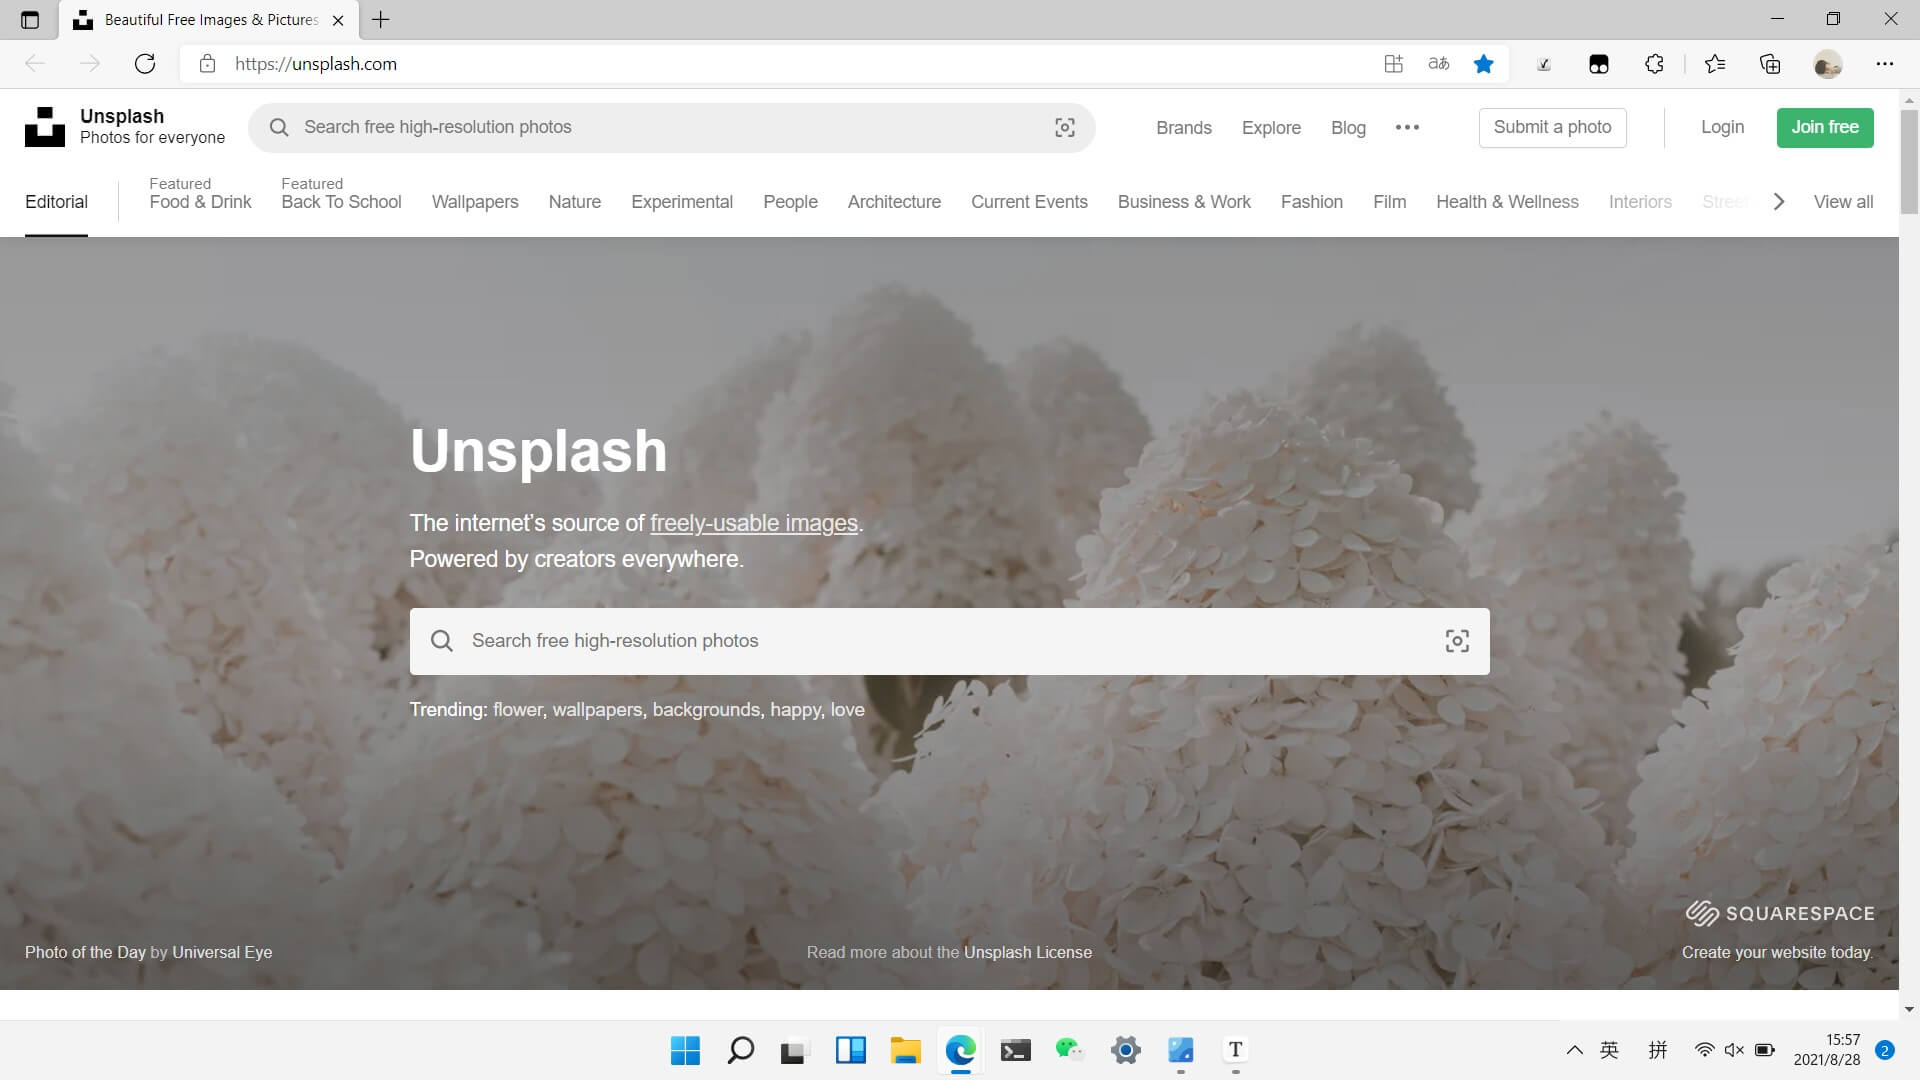 Beautiful Free Images & Pictures
https://unsplash.com
Unsplash
Photos for everyone
Search free high-resolution photos
Brands
Explore
Blog
Submit a photo
Login
Join free
Editorial
Featured
Food & Drink
Featured
Back To School
Wallpapers
Nature
Experimental
People
Architecture
Current Events
Business & Work
Fashion
Film
Health & Wellness
Interiors
Street
View all
Unsplash
The internet’s source of freely-usable images.
Powered by creators everywhere.
Search free high-resolution photos
Trending: flower, wallpapers, backgrounds, happy, love
SQUARESPACE
Photo of the Day by Universal Eye
Read more about the Unsplash License
Create your website today.
英
拼
15:57
2021/8/28
2